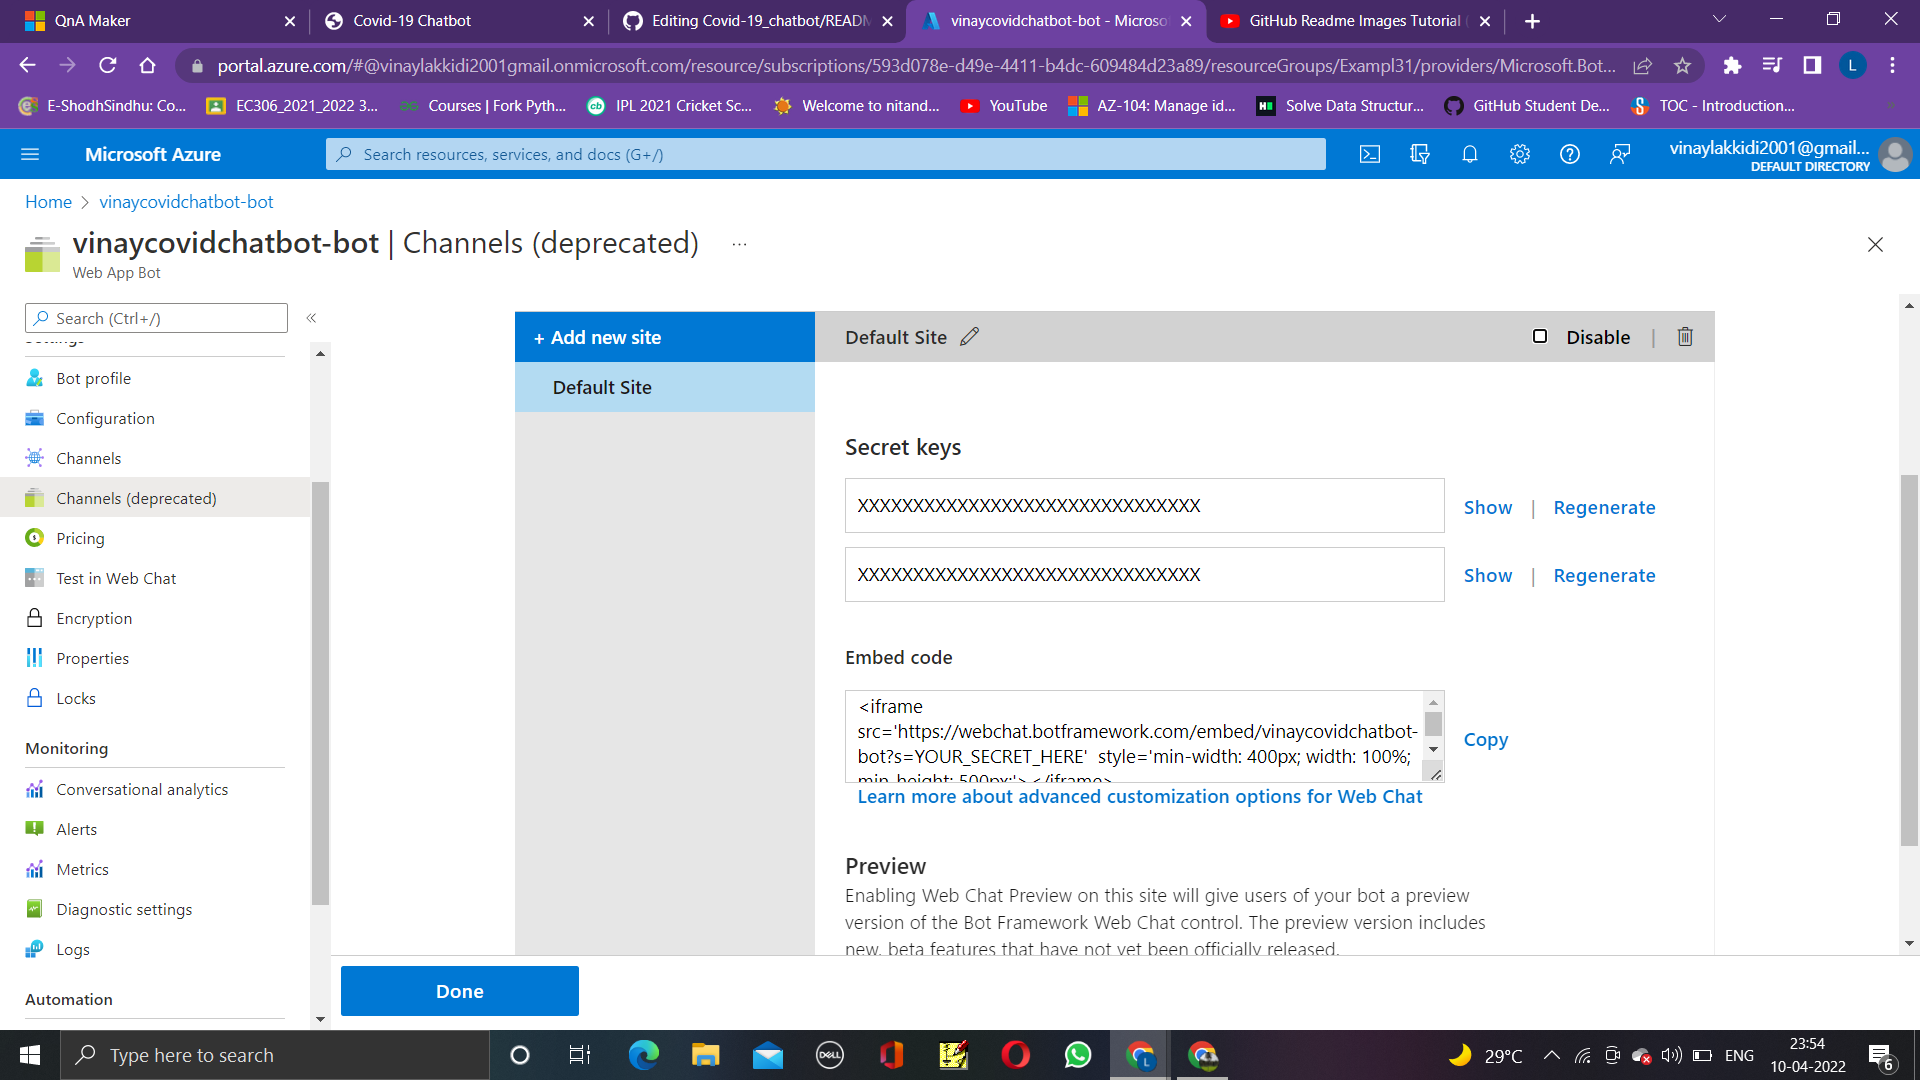 QnA Maker
Covid-19 Chatbot
Editing Covid-19_chatbot/READM
vinaycovidchatbot-bot - Microso
GitHub Readme Images Tutorial (
portal.azure.com/#@vinaylakkidi2001gmail.onmicrosoft.com/resource/subscriptions/593d078e-d49e-4411-b4dc-609484d23a89/resourceGroups/Exampl31/providers/Microsoft.Bot...
L
E-ShodhSindhu: Co...
EC306_2021_2022 3...
Courses | Fork Pyth...
IPL 2021 Cricket Sc...
Welcome to nitand...
YouTube
AZ-104: Manage id...
Solve Data Structur...
GitHub Student De...
TOC - Introduction...
Microsoft Azure
Search resources, services, and docs (G+/)
vinaylakkidi2001@gmail....
DEFAULT DIRECTORY
Home > vinaycovidchatbot-bot
vinaycovidchatbot-bot | Channels (deprecated) ...
Web App Bot
Search (Ctrl+/)
«
Settings
Bot profile
Configuration
Channels
Channels (deprecated)
Pricing
Test in Web Chat
Encryption
Properties
Locks
Monitoring
Conversational analytics
Alerts
Metrics
Diagnostic settings
Logs
Automation
+ Add new site
Default Site
Default Site
Disable |
Secret keys
XXXXXXXXXXXXXXXXXXXXXXXXXXXXXXX
Show | Regenerate
XXXXXXXXXXXXXXXXXXXXXXXXXXXXXXX
Show | Regenerate
Embed code
<iframe
src='https://webchat.botframework.com/embed/vinaycovidchatbot-
bot?s=YOUR_SECRET_HERE'  style='min-width: 400px; width: 100%;
min-height: 500px;'></iframe>
Copy
Learn more about advanced customization options for Web Chat
Preview
Enabling Web Chat Preview on this site will give users of your bot a preview
version of the Bot Framework Web Chat control. The preview version includes
new, beta features that have not yet been officially released.
Done
Type here to search
DELL
L
29°C
ENG
23:54
10-04-2022
6